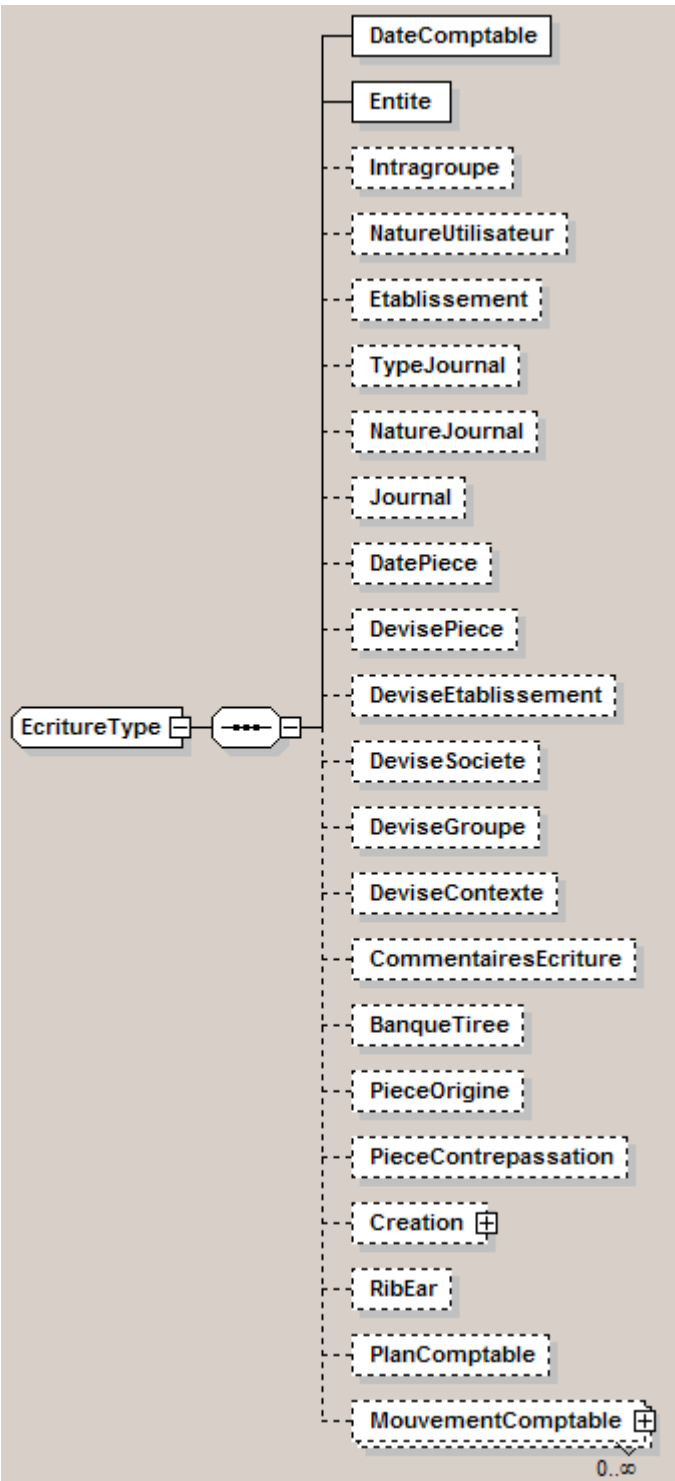 DateComptable
Entite
Intragroupe
NatureUtilisateur
Etablissement
TypeJournal
NatureJournal
Journal
DatePiece
DevisePiece
DeviseEtablissement
EcritureType
DeviseSociete
DeviseGroupe
DeviseContexte
CommentairesEcriture
BanqueTiree
PieceOrigine
PieceContrepassation
Creation
RibEar
PlanComptable
MouvementComptable
0..∞